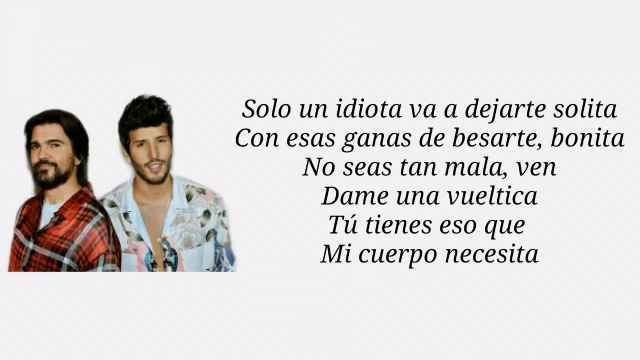 Solo un idiota va a dejarte solita
Con esas ganas de besarte, bonita
No seas tan mala, ven
Dame una vueltica
Tú tienes eso que
Mi cuerpo necesita